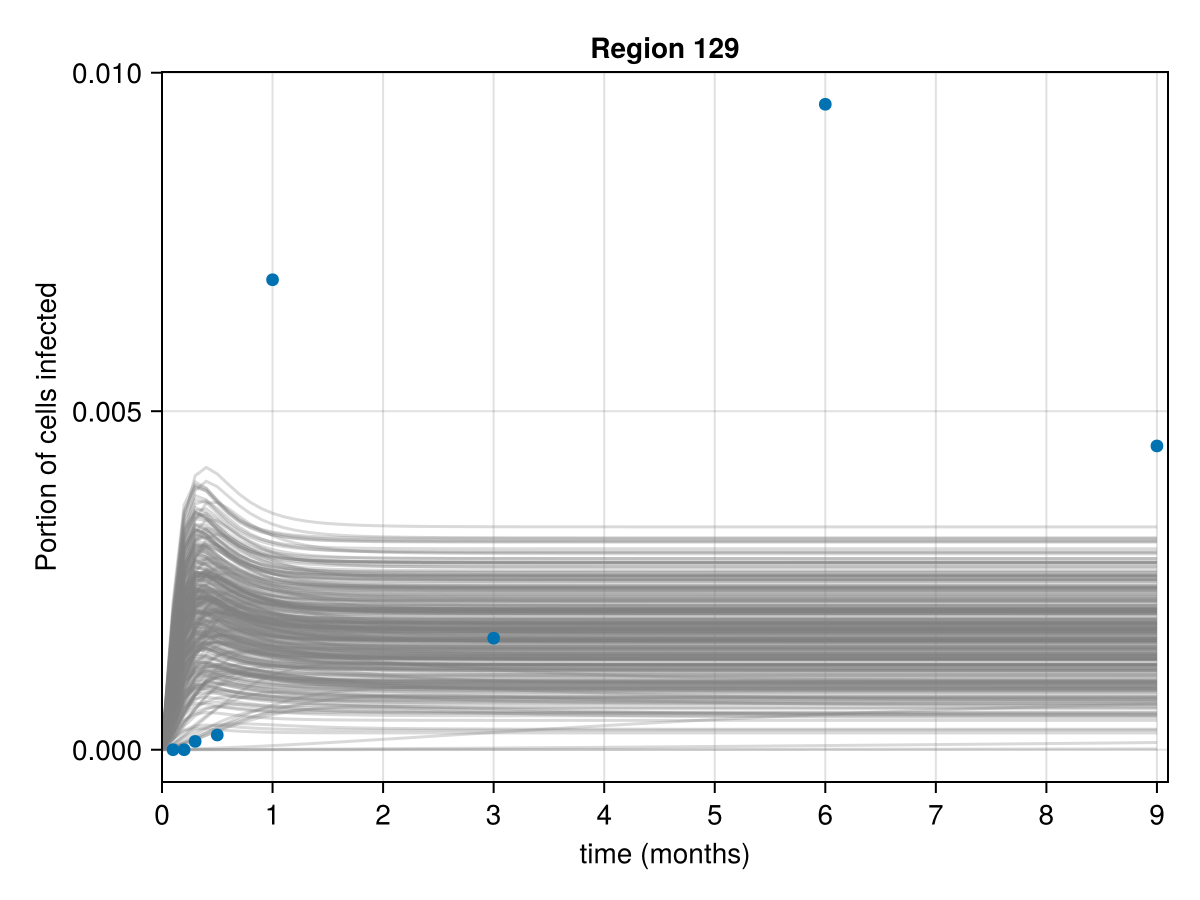 Region 129
0.010
0.005
0.000
Portion of cells infected
0 1 2 3 4 5 6 7 8 9
time (months)